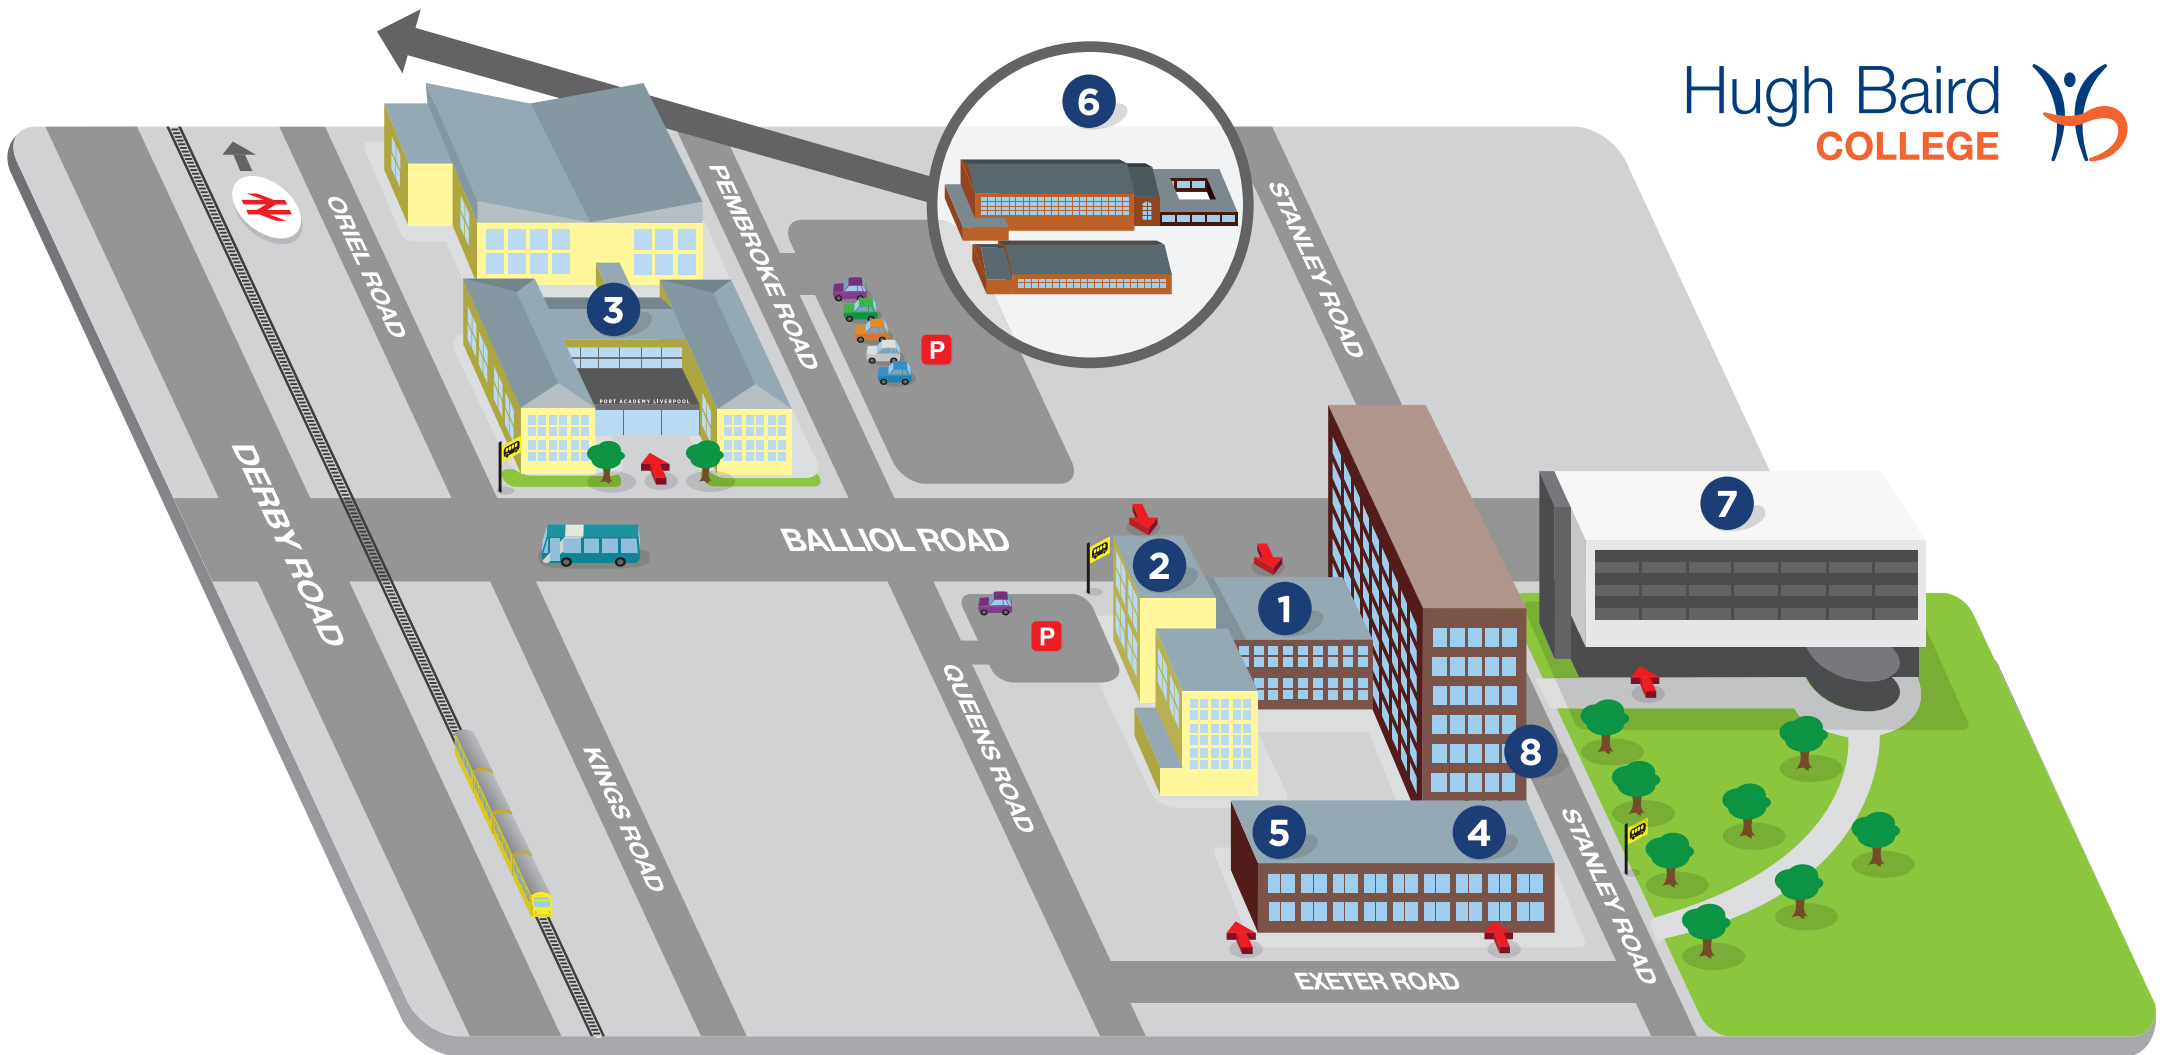 Hugh Baird
COLLEGE
6
ORIEL ROAD
PEMBROKE ROAD
STANLEY ROAD
3
P
PORT ACADEMY LIVERPOOL
DERBY ROAD
BALLIOL ROAD
7
2
1
P
QUEENS ROAD
KINGS ROAD
8
5
4
STANLEY ROAD
EXETER ROAD